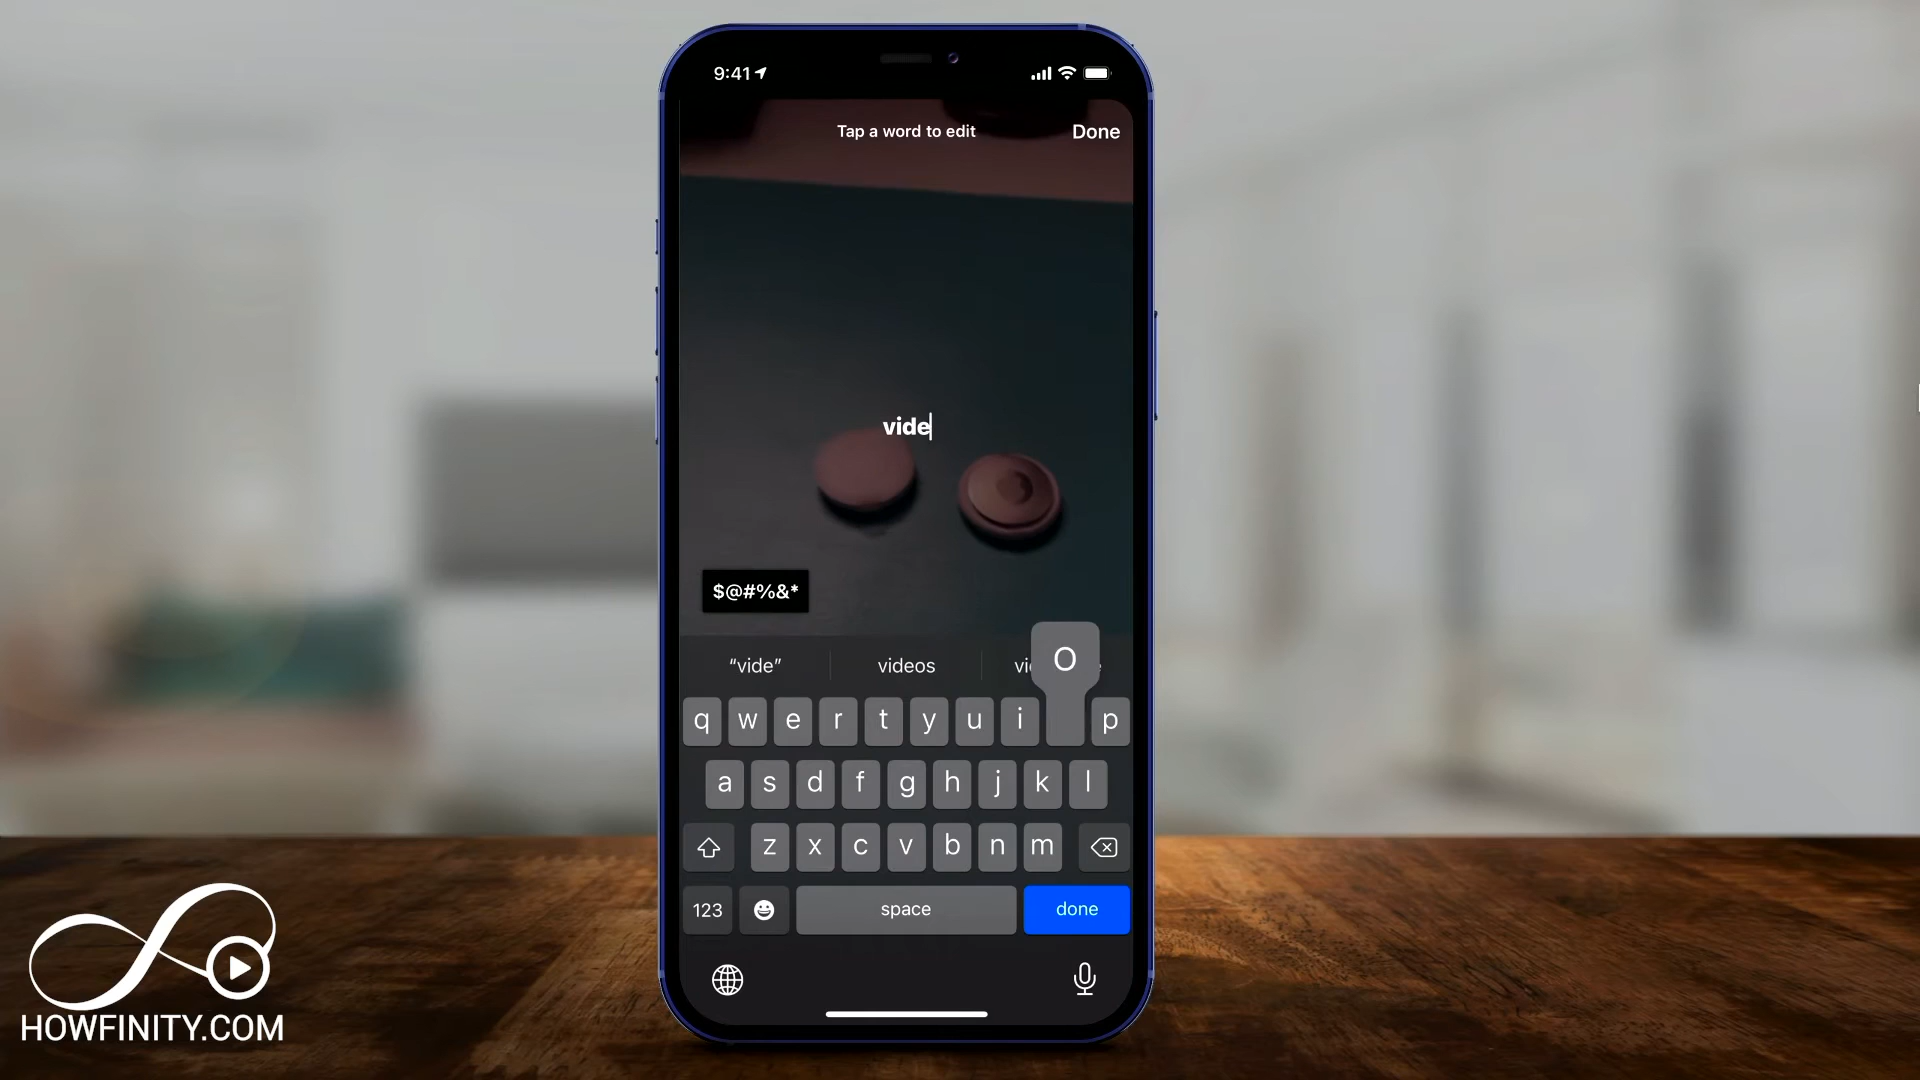 9:41
Tap a word to edit
Done
vide
$@#%&*
“vide”
videos
O
q w e r t y u i p
a s d f g h j k l
z x c v b n m
123
space
done
HOWFINITY.COM